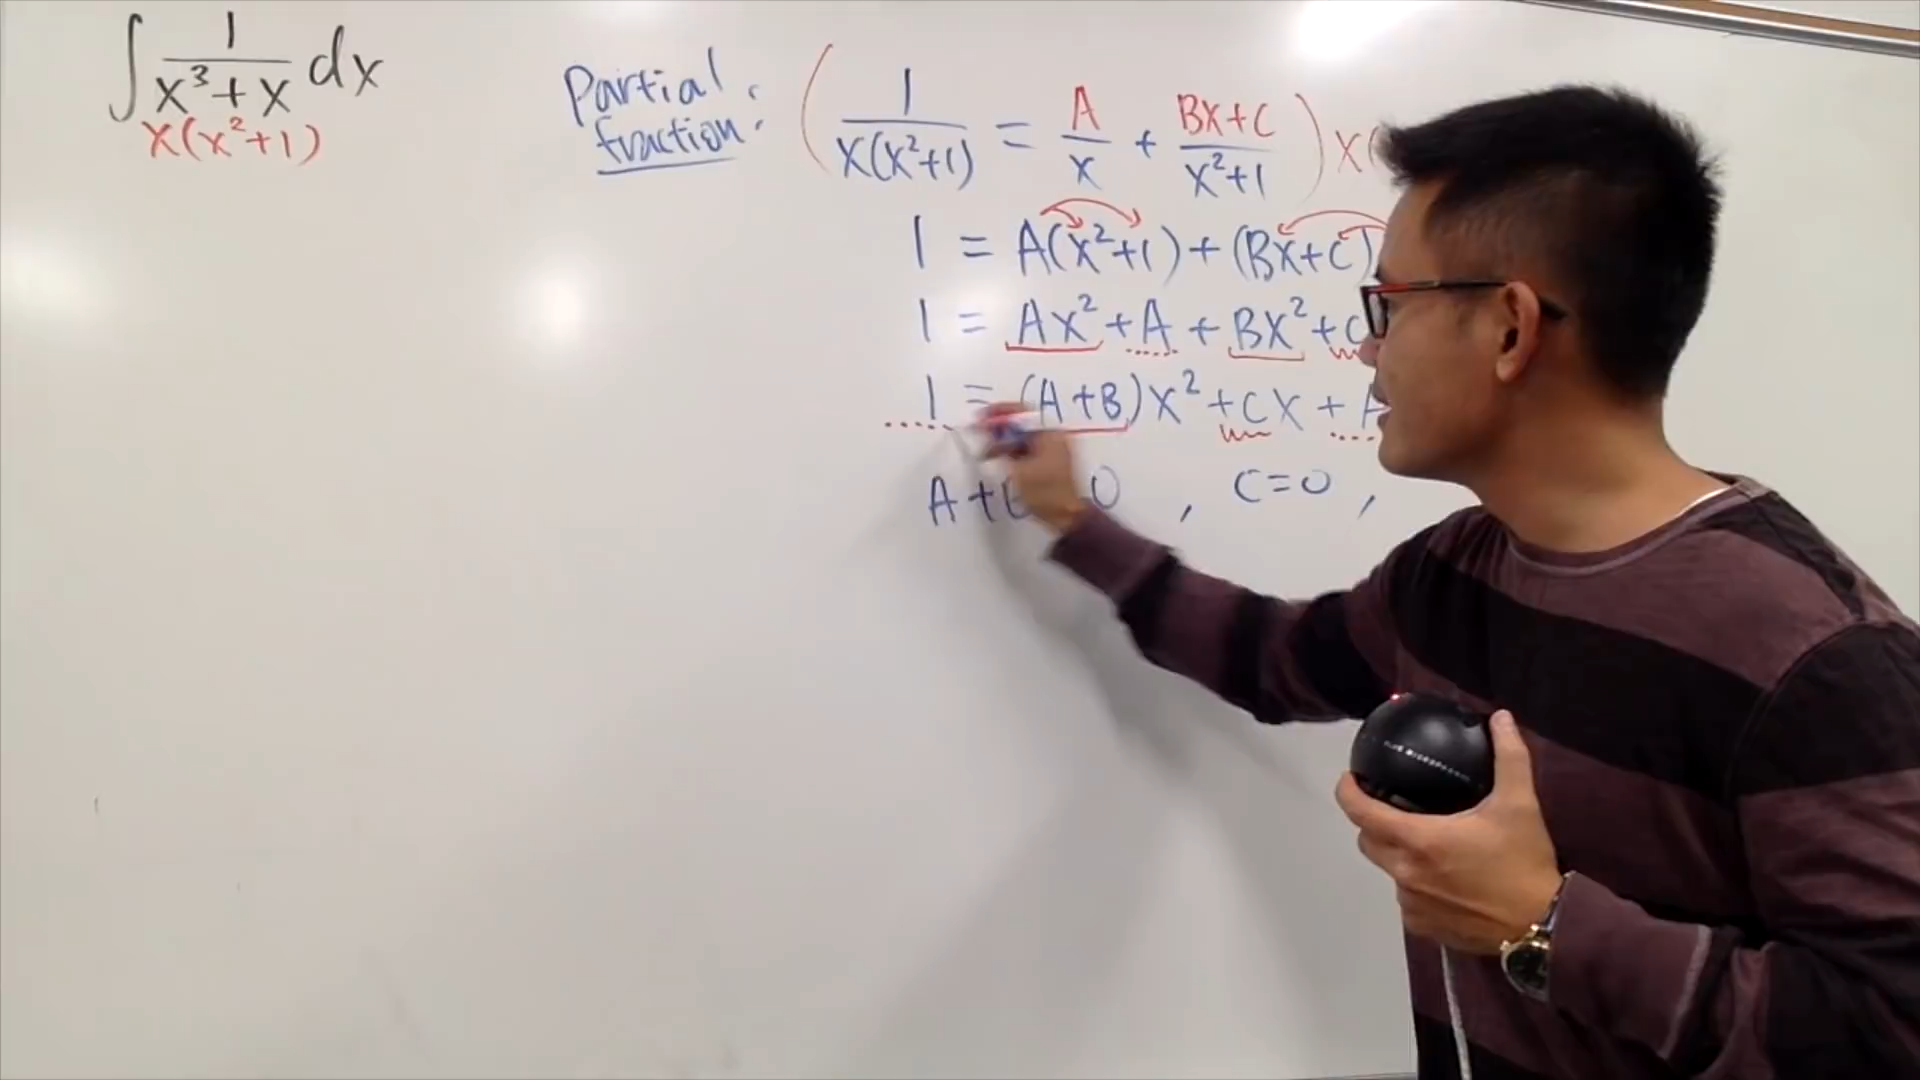 ∫ 1/(x³+x) dx
x(x²+1)
Partial fraction:
( 1/(x(x²+1)) = A/x + (Bx+C)/(x²+1) ) x(
1 = A(x²+1) + (Bx+C)
1 = Ax² + A + Bx² + C
1 = (A+B)x² + Cx + A
A + 0 , C=0 ,